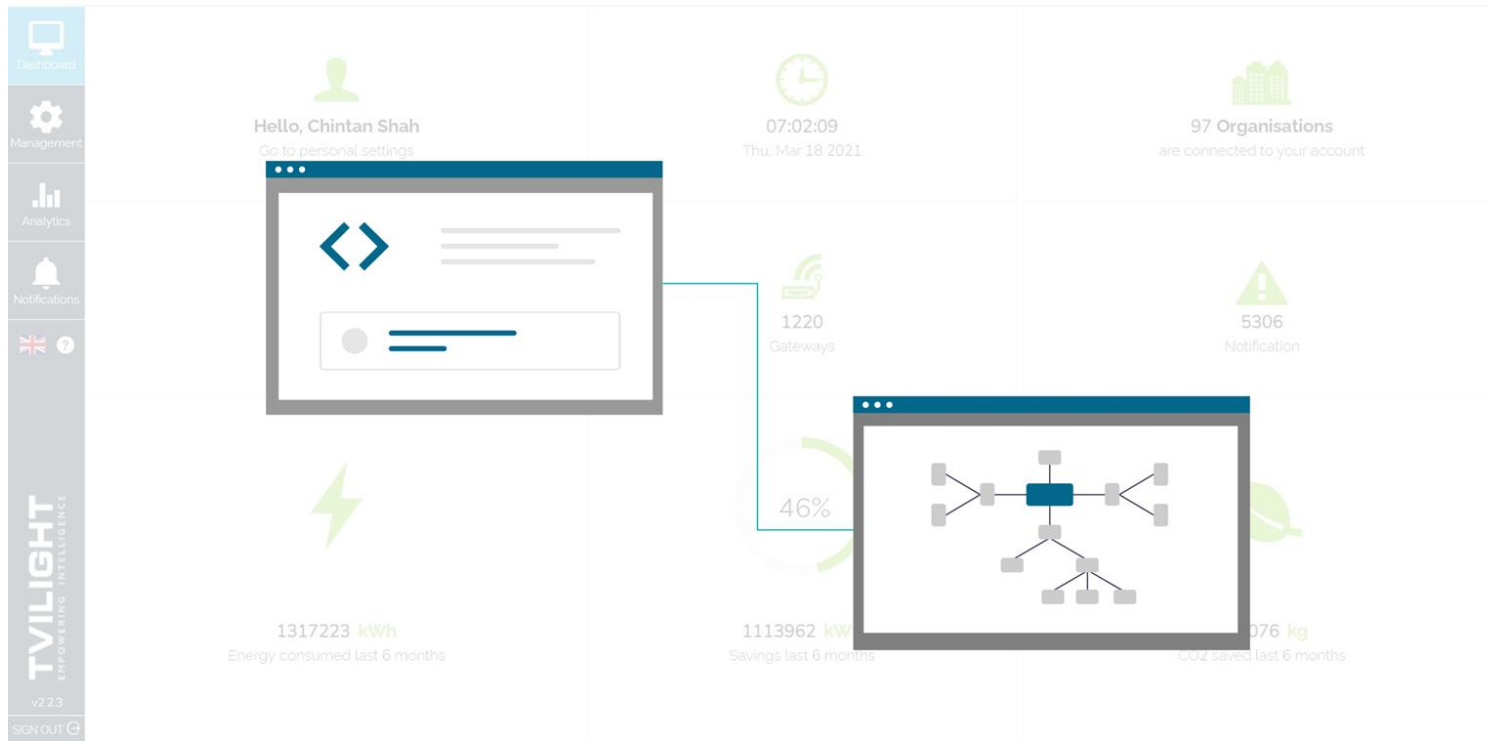 Dashboard
Management
Analytics
Notifications
?
TVILIGHT
EMPOWERING INTELLIGENCE
v2.2.3
SIGN OUT
Hello, Chintan Shah
Go to personal settings
07:02:09
Thu. Mar 18 2021
97 Organisations
are connected to your account
1220
Gateways
5306
Notification
46%
1317223 kWh
Energy consumed last 6 months
1113962 kW
Savings last 6 months
076 kg
CO2 saved last 6 months